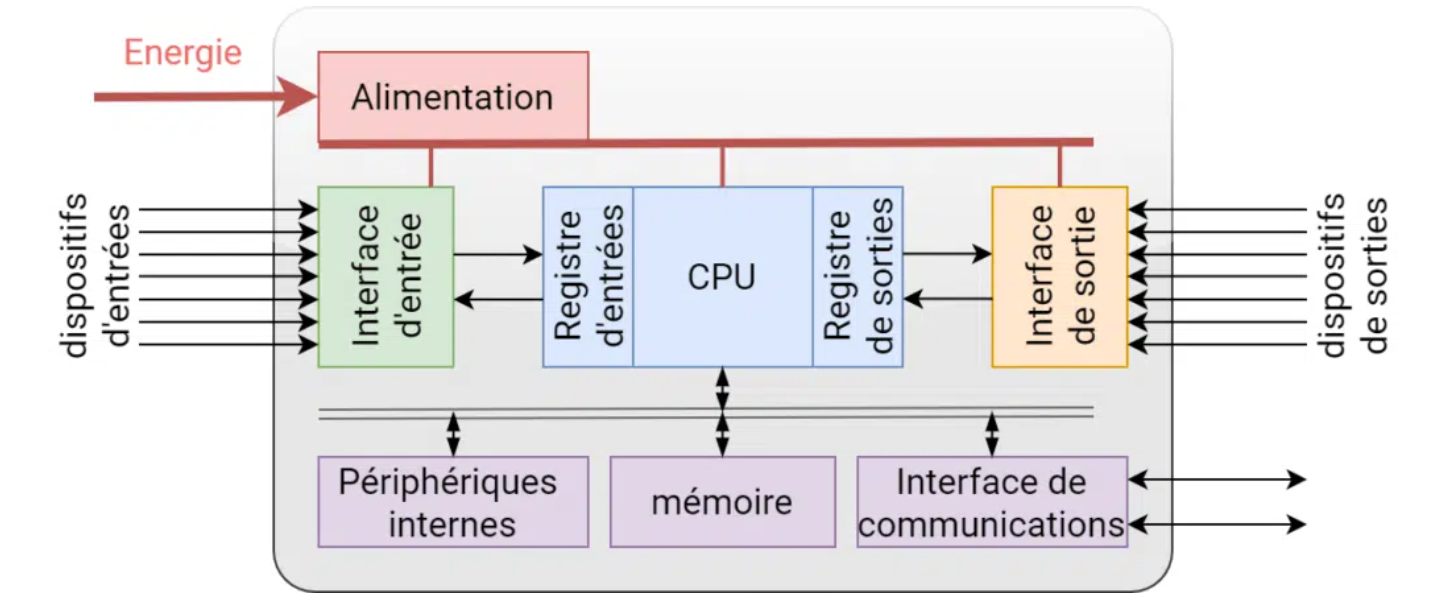 Energie
Alimentation
dispositifs
d'entrées
Interface
d'entrée
Registre
d'entrées
CPU
Registre
de sorties
Interface
de sortie
dispositifs
de sorties
Périphériques
internes
mémoire
Interface de
communications